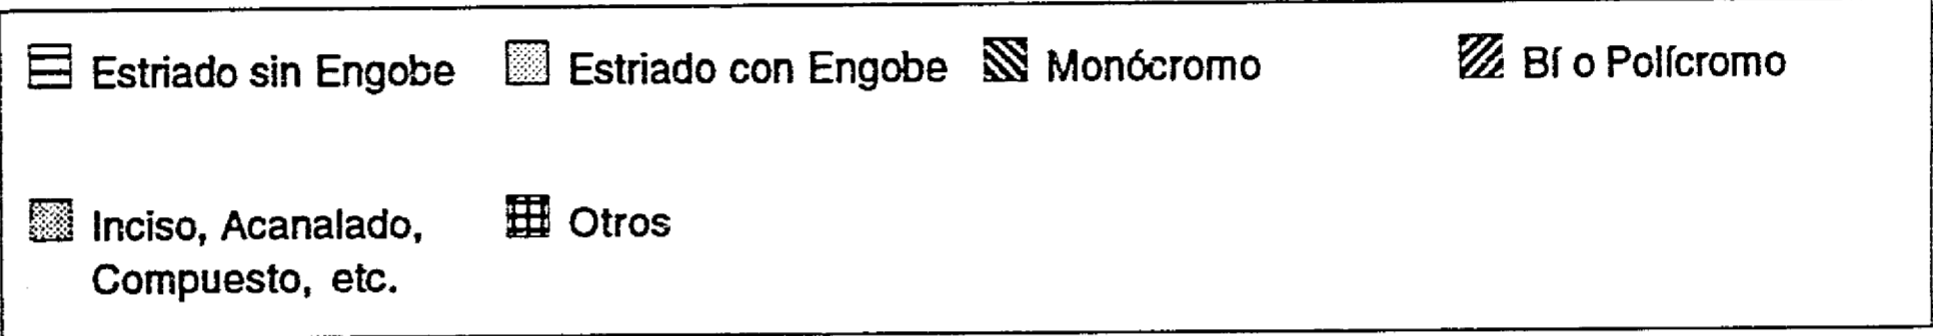 Estriado sin Engobe Estriado con Engobe Monócromo Bí o Polícromo
Inciso, Acanalado, Otros
Compuesto, etc.